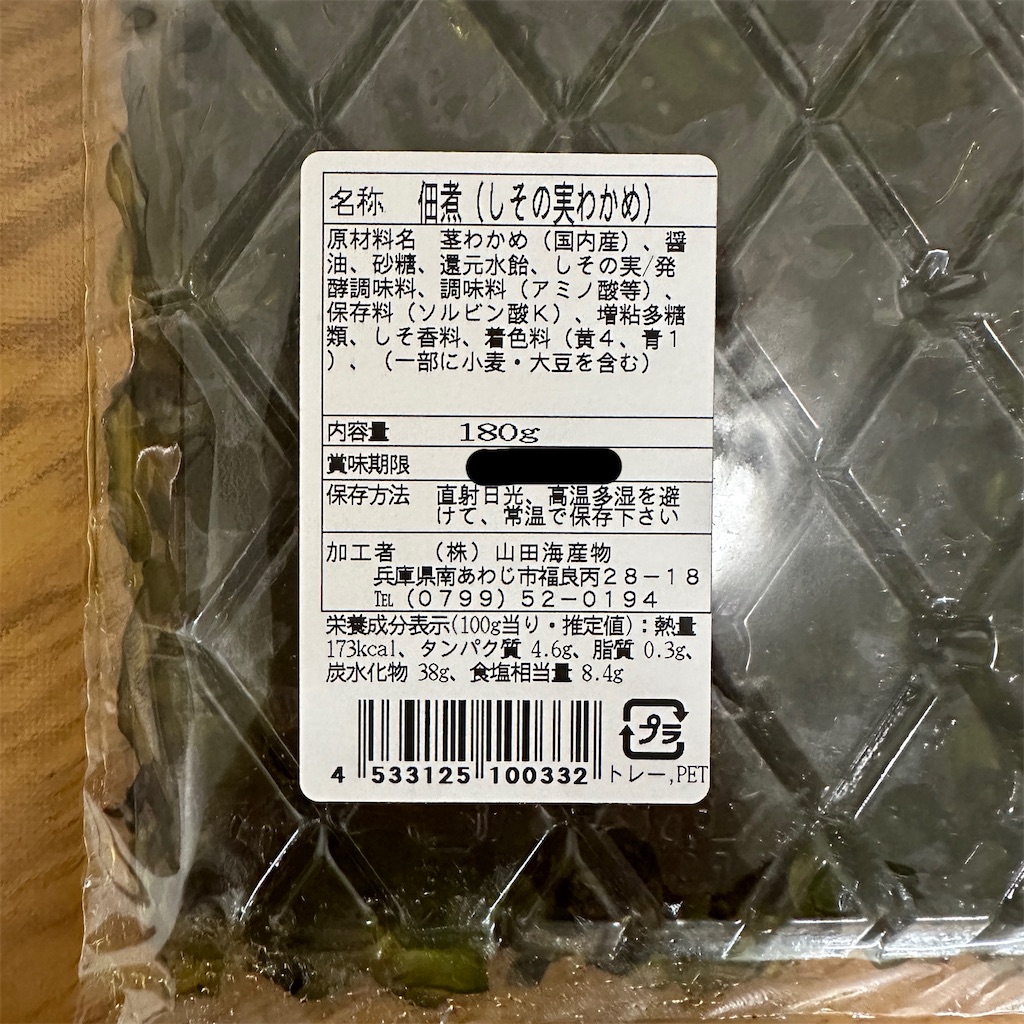 名称 佃煮（しその実わかめ）
原材料名 茎わかめ（国内産）、醤
油、砂糖、還元水飴、しその実/発
酵調味料、調味料（アミノ酸等）、
保存料（ソルビン酸Ｋ）、増粘多糖
類、しそ香料、着色料（黄４、青１
）、（一部に小麦・大豆を含む）
内容量 180g
賞味期限
保存方法 直射日光、高温多湿を避
けて、常温で保存下さい
加工者 （株）山田海産物
兵庫県南あわじ市福良丙２８－１８
℡（０７９９）５２－０１９４
栄養成分表示(100g当り・推定値)：熱量
173kcal、タンパク質 4.6g、脂質 0.3g、
炭水化物 38g、食塩相当量 8.4g
プラ
4 533125 100332
トレー,PET